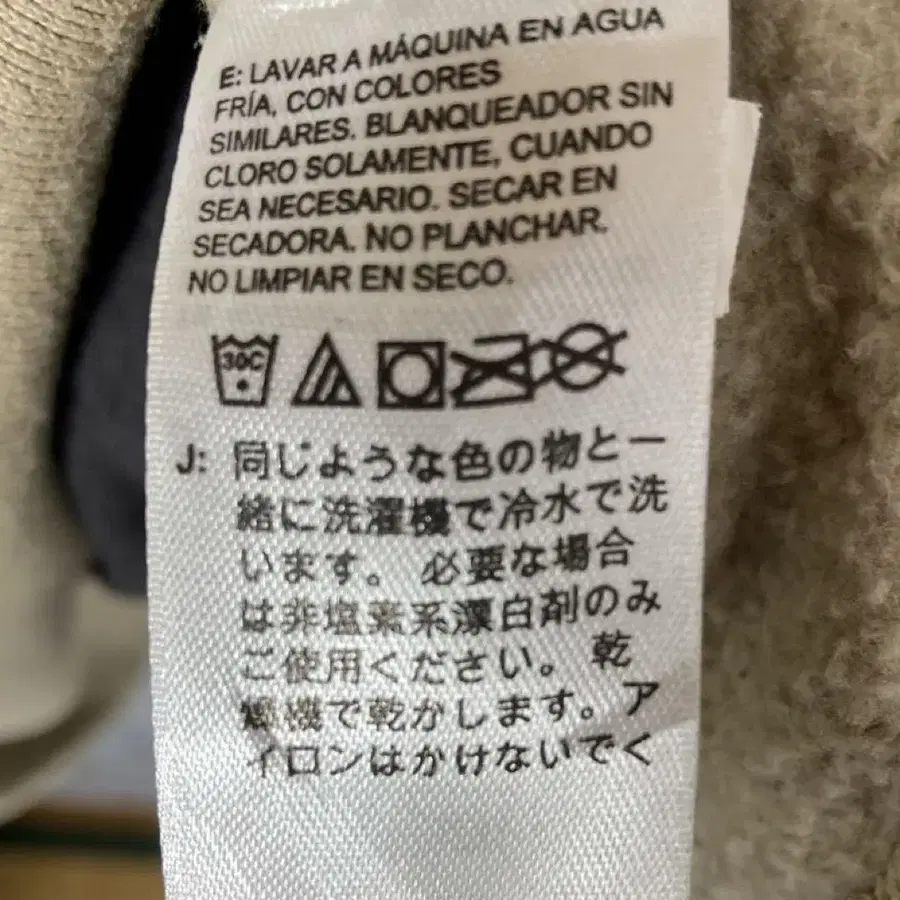 E: LAVAR A MÁQUINA EN AGUA
FRÍA, CON COLORES
SIMILARES. BLANQUEADOR SIN
CLORO SOLAMENTE, CUANDO
SEA NECESARIO. SECAR EN
SECADORA. NO PLANCHAR.
NO LIMPIAR EN SECO.
30C
J: 同じような色の物と一
緒に洗濯機で冷水で洗
います。 必要な場合
は非塩素系漂白剤のみ
ご使用ください。 乾
燥機で乾かします。ア
イロンはかけないでく